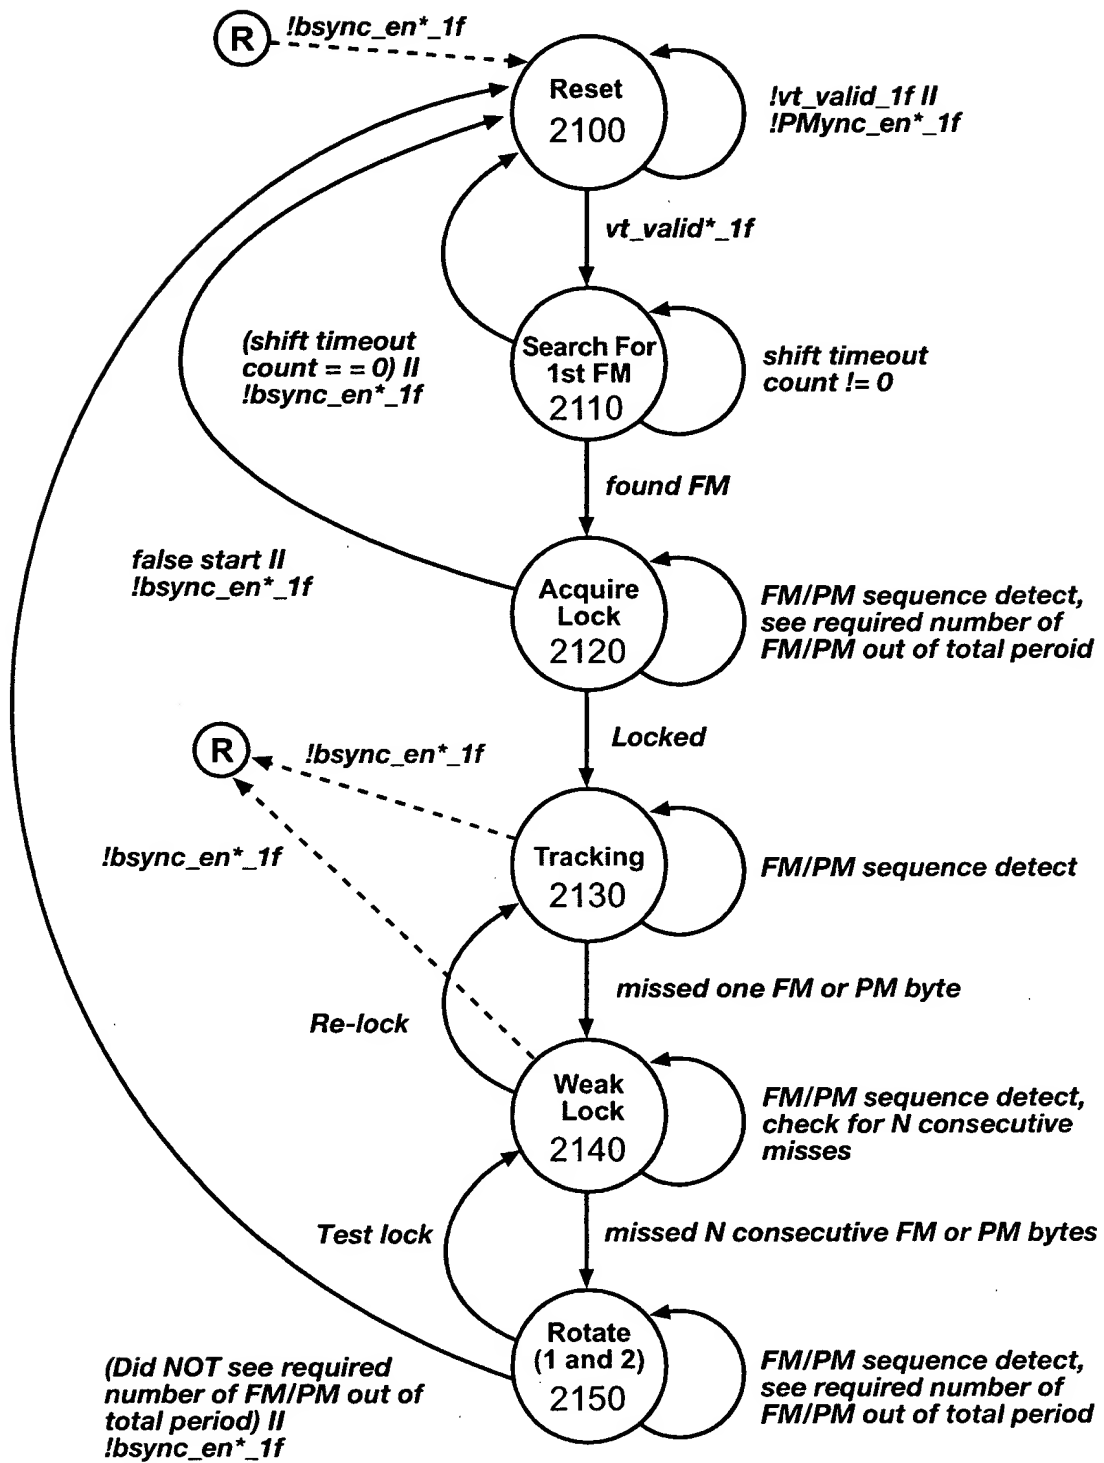 R
!bsync_en*_1f
Reset
2100
!vt_valid_1f II
!PMync_en*_1f
vt_valid*_1f
(shift timeout
count = = 0) II
!bsync_en*_1f
Search For
1st FM
2110
shift timeout
count != 0
found FM
false start II
!bsync_en*_1f
Acquire
Lock
2120
FM/PM sequence detect,
see required number of
FM/PM out of total peroid
Locked
R
!bsync_en*_1f
!bsync_en*_1f
Tracking
2130
FM/PM sequence detect
missed one FM or PM byte
Re-lock
Weak
Lock
2140
FM/PM sequence detect,
check for N consecutive
misses
Test lock
missed N consecutive FM or PM bytes
Rotate
(1 and 2)
2150
FM/PM sequence detect,
see required number of
FM/PM out of total period
(Did NOT see required
number of FM/PM out of
total period) II
!bsync_en*_1f